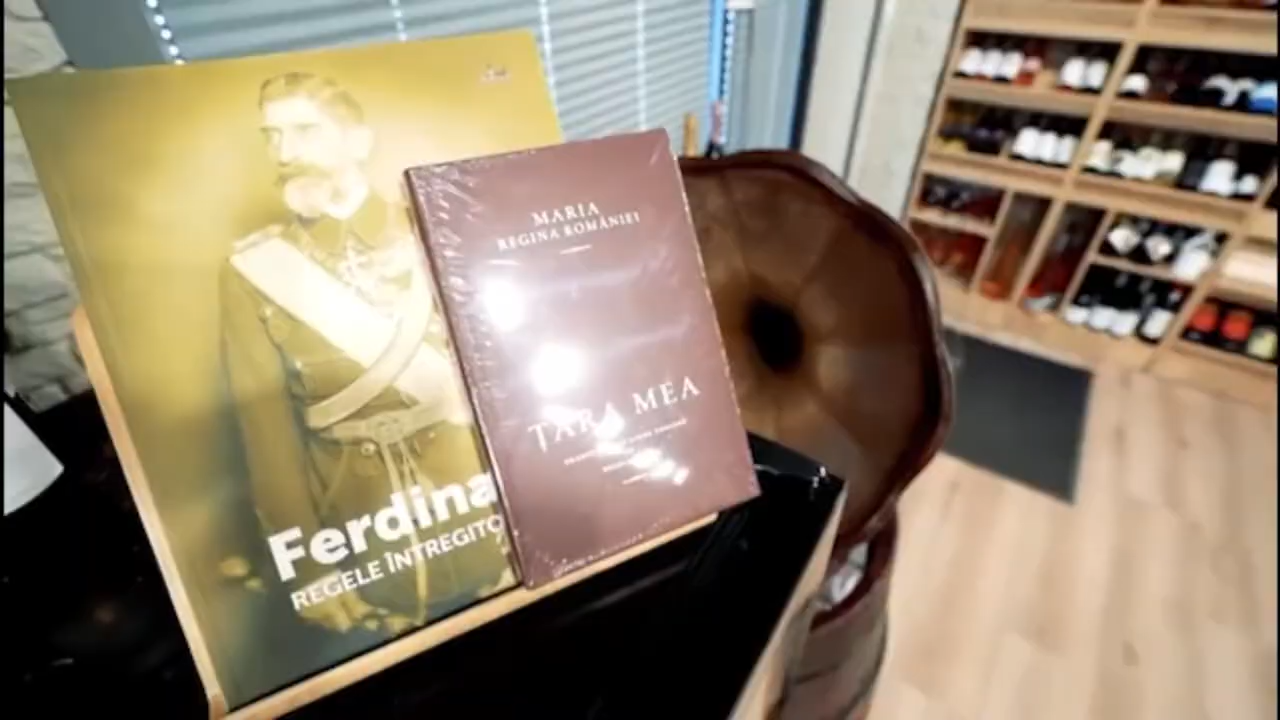 Ferdina
REGELE ÎNTREGITO
MARIA
REGINA ROMÂNIEI
ȚARA MEA